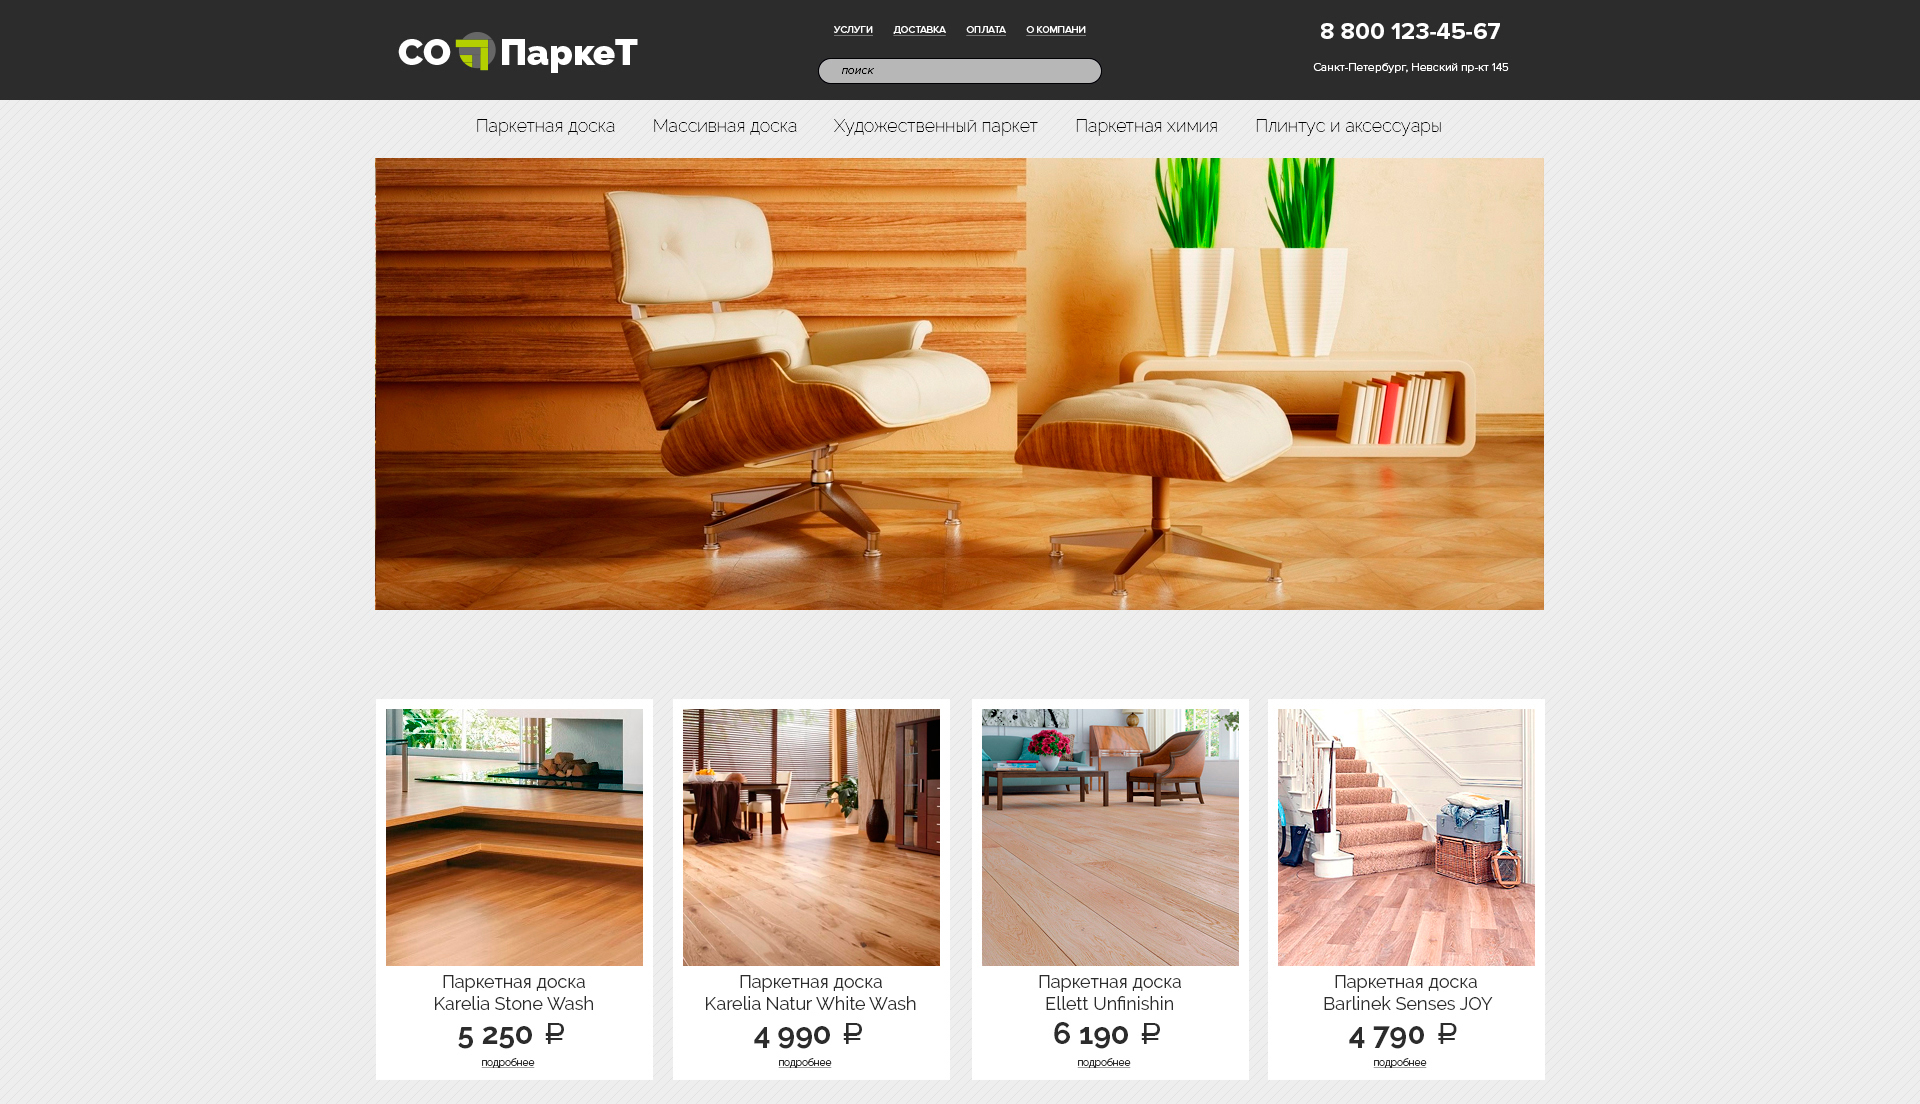 СО ПаркеТ
УСЛУГИ ДОСТАВКА ОПЛАТА О КОМПАНИ
поиск
8 800 123-45-67
Санкт-Петербург, Невский пр-кт 145
Паркетная доска Массивная доска Художественный паркет Паркетная химия Плинтус и аксессуары
Паркетная доска
Karelia Stone Wash
5 250 ₽
подробнее
Паркетная доска
Karelia Natur White Wash
4 990 ₽
подробнее
Паркетная доска
Ellett Unfinishin
6 190 ₽
подробнее
Паркетная доска
Barlinek Senses JOY
4 790 ₽
подробнее